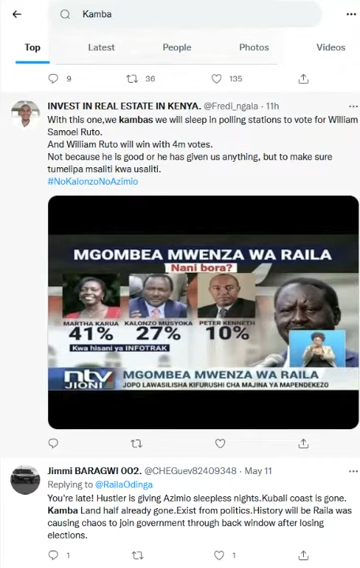 Kamba
Top Latest People Photos Videos
9 36 135
INVEST IN REAL ESTATE IN KENYA. @Fredi_ngala · 11h
With this one,we kambas we will sleep in polling stations to vote for William
Samoei Ruto.
And William Ruto will win with 4m votes.
Not because he is good or he has given us anything, but to make sure
tumelipa msaliti kwa usaliti.
#NoKalonzoNoAzimio
MGOMBEA MWENZA WA RAILA
Nani bora?
MARTHA KARUA KALONZO MUSYOKA PETER KENNETH
41% 27% 10%
Kwa hisani ya INFOTRAK
ntv
JIONI
MGOMBEA MWENZA WA RAILA
JOPO LAWASILISHA KIFURUSHI CHA MAJINA YA MAPENDEKEZO
Jimmi BARAGWI 002. @CHEGuev82409348 · May 11
Replying to @RailaOdinga
You're late! Hustler is giving Azimio sleepless nights.Kubali coast is gone.
Kamba Land half already gone.Exist from politics.History will be Raila was
causing chaos to join government through back window after losing
elections.
1 1